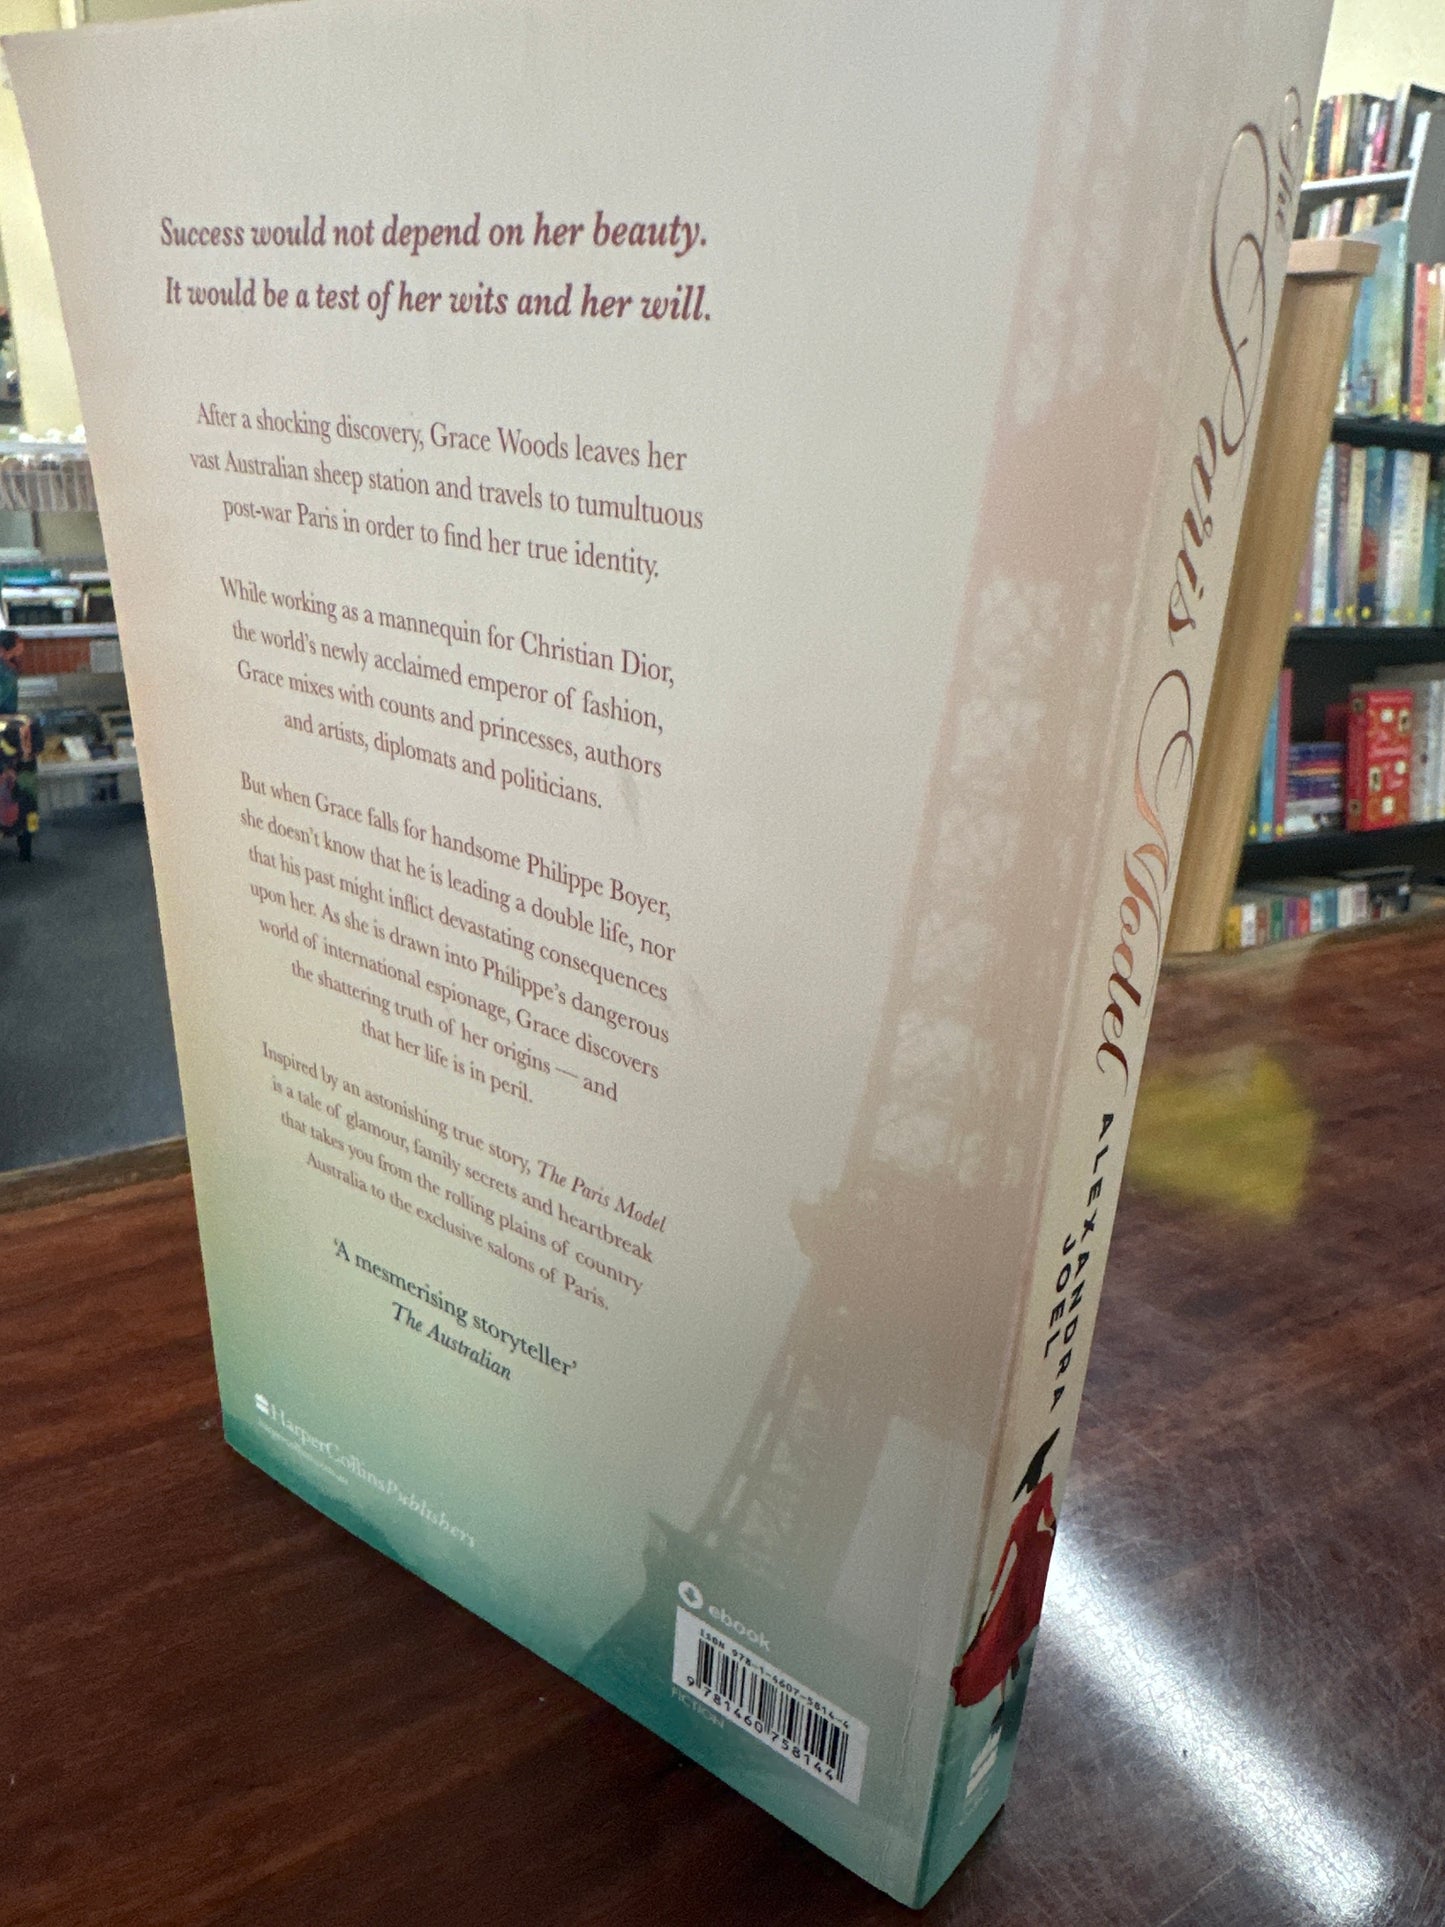 Success would not depend on her beauty.
It would be a test of her wits and her will.
After a shocking discovery, Grace Woods leaves her
vast Australian sheep station and travels to tumultuous
post-war Paris in order to find her true identity.
While working as a mannequin for Christian Dior,
the world's newly acclaimed emperor of fashion,
Grace mixes with counts and princesses, authors
and artists, diplomats and politicians.
But when Grace falls for handsome Philippe Boyer,
she doesn't know that he is leading a double life, nor
that his past might inflict devastating consequences
upon her. As she is drawn into Philippe's dangerous
world of international espionage, Grace discovers
the shattering truth of her origins — and
that her life is in peril.
Inspired by an astonishing true story, The Paris Model
is a tale of glamour, family secrets and heartbreak
that takes you from the rolling plains of country
Australia to the exclusive salons of Paris.
'A mesmerising storyteller'
The Australian
HarperCollinsPublishers
ebook
ISBN 978-1-4607-5814-4
9 781460 758144
FICTION
The Paris Model
ALEXANDRA
JOEL